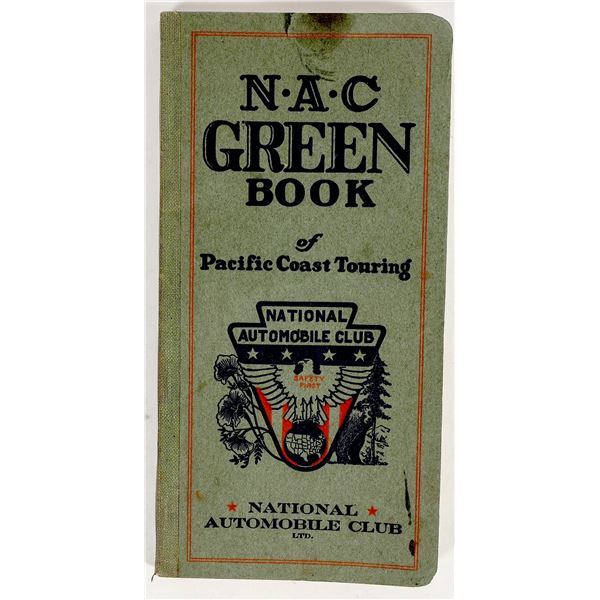 N·A·C
GREEN
BOOK
of
Pacific Coast Touring
NATIONAL
AUTOMOBILE CLUB
SAFETY
FIRST
NATIONAL
AUTOMOBILE CLUB
LTD.